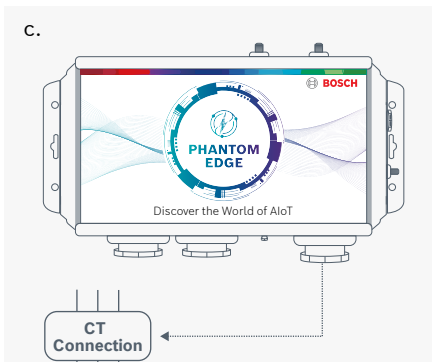 c.
BOSCH
PHANTOM
EDGE
Discover the World of AIoT
CT
Connection